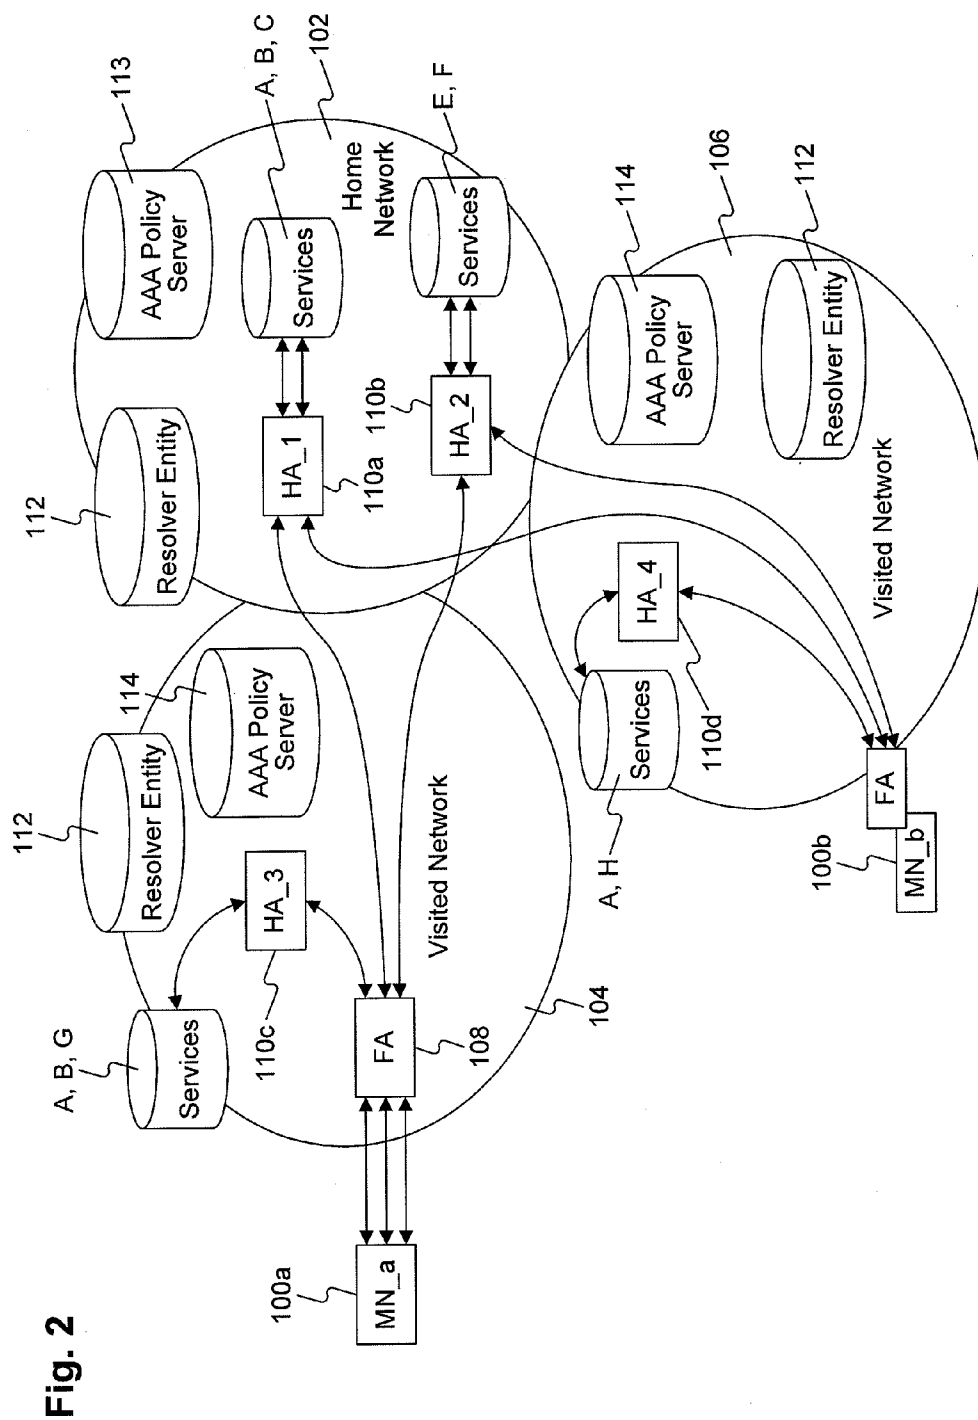 Fig. 2
113
A, B, C
102
E, F
AAA Policy
Server
Home
Network
Services
Services
112
Resolver Entity
HA_1
110a
110b
HA_2
114
106
112
AAA Policy
Server
Resolver Entity
112
114
Resolver Entity
AAA Policy
Server
Visited Network
HA_4
Services
110d
A, H
A, B, G
Services
HA_3
110c
Visited Network
104
FA
108
100a
MN_a
100b
FA
MN_b